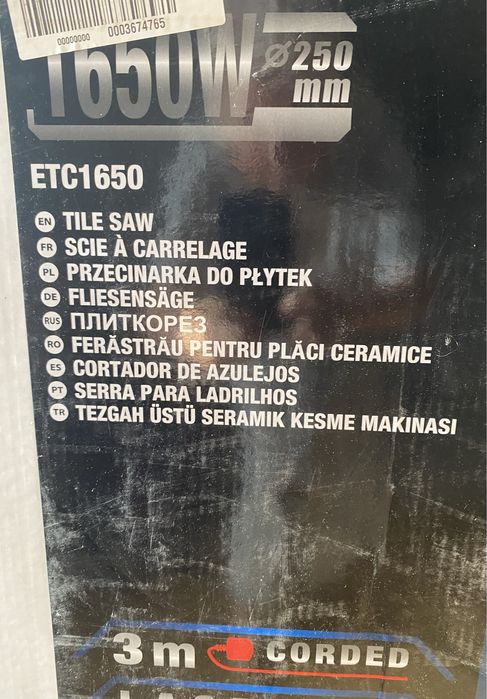 00000000 0003674765
1650W ø250
mm
ETC1650
EN TILE SAW
FR SCIE À CARRELAGE
PL PRZECINARKA DO PŁYTEK
DE FLIESENSÄGE
RUS ПЛИТКОРЕЗ
RO FERĂSTRĂU PENTRU PLĂCI CERAMICE
ES CORTADOR DE AZULEJOS
PT SERRA PARA LADRILHOS
TR TEZGAH ÜSTÜ SERAMIK KESME MAKINASI
3 m CORDED